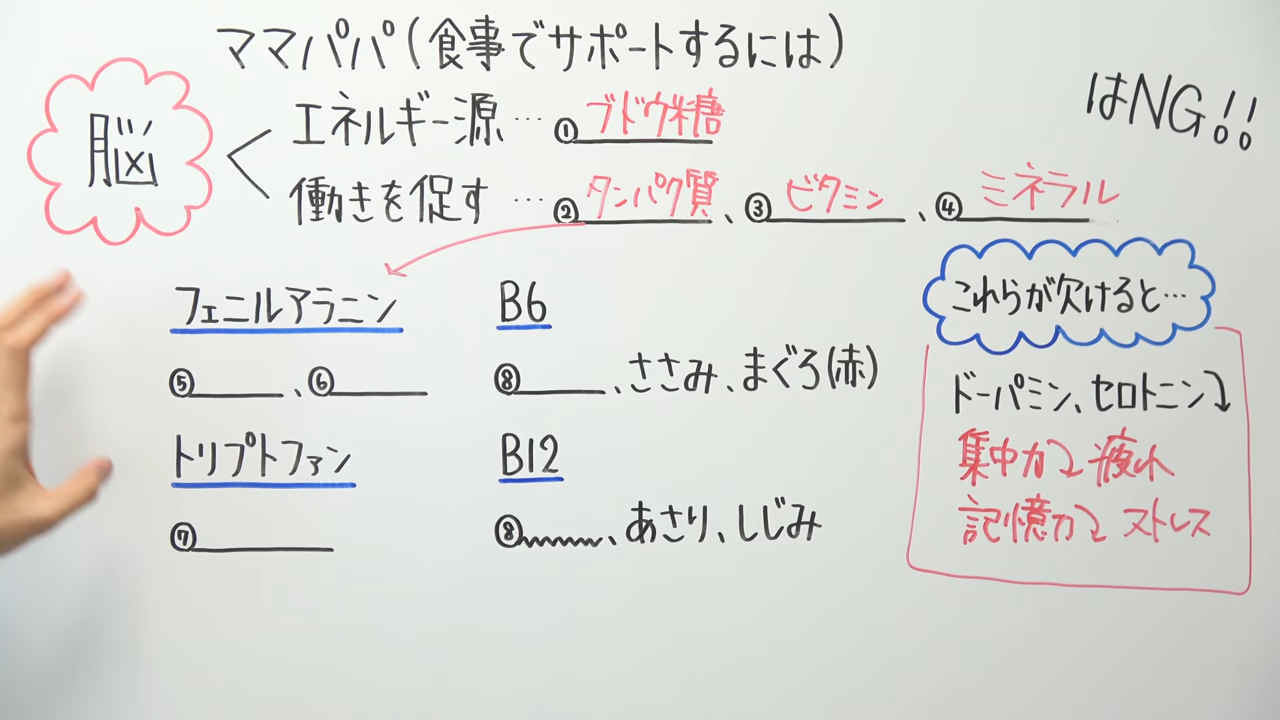 ママパパ(食事でサポートするには)
はNG!!
脳
エネルギー源…①ブドウ糖
働きを促す…②タンパク質、③ビタミン、④ミネラル
フェニルアラニン
⑤____、⑥____
トリプトファン
⑦____
B6
⑧____、ささみ、まぐろ(赤)
B12
⑧____、あさり、しじみ
これらが欠けると…
ドーパミン、セロトニン⤵
集中力⤵疲れ
記憶力⤵ストレス